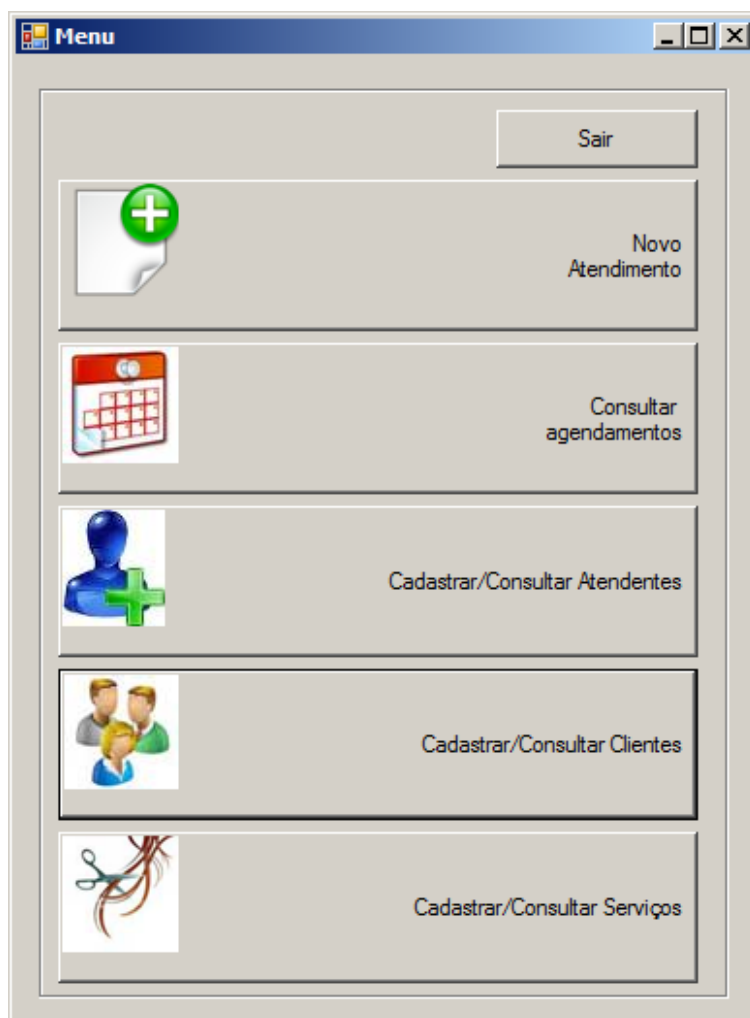 Menu
Sair
Novo
Atendimento
Consultar
agendamentos
Cadastrar/Consultar Atendentes
Cadastrar/Consultar Clientes
Cadastrar/Consultar Serviços